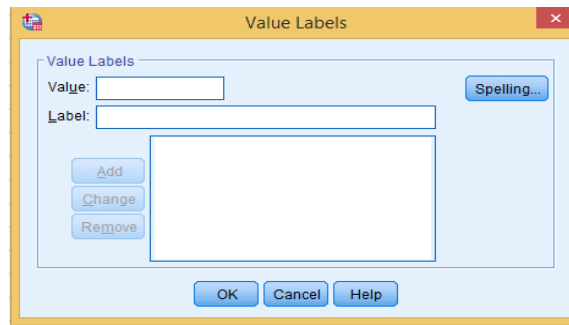 Value Labels
Value Labels
Value:
Spelling...
Label:
Add
Change
Remove
OK Cancel Help